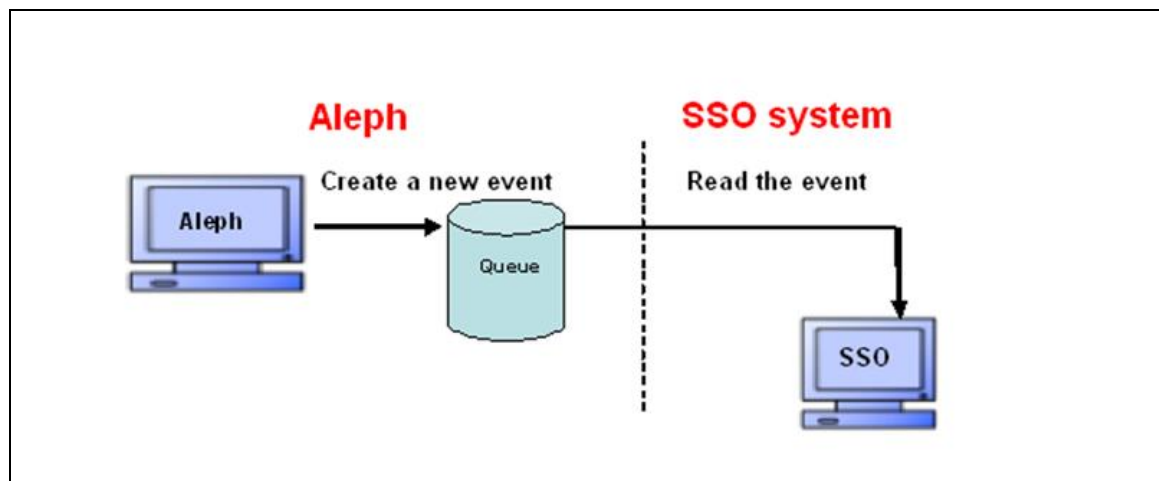 Aleph
SSO system
Create a new event
Read the event
Aleph
Queue
SSO